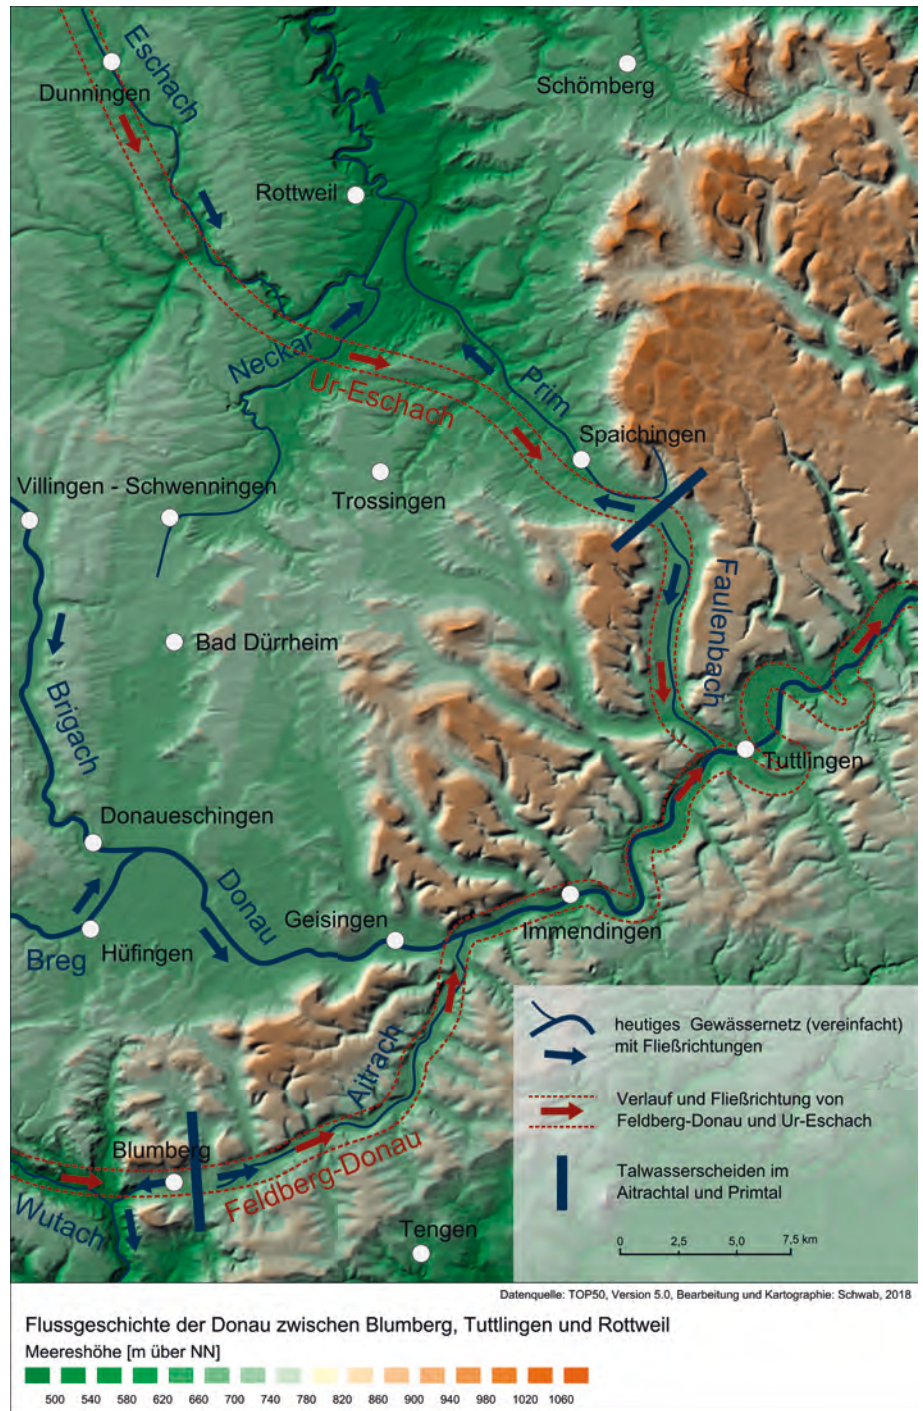 Eschach
Dunningen
Schömberg
Rottweil
Neckar
Ur-Eschach
Prim
Spaichingen
Trossingen
Villingen - Schwenningen
Faulenbach
Bad Dürrheim
Brigach
Tuttlingen
Donaueschingen
Donau
Geisingen
Immendingen
Hüfingen
Breg
Aitrach
Blumberg
Feldberg-Donau
Wutach
Tengen
heutiges Gewässernetz (vereinfacht)
mit Fließrichtungen
Verlauf und Fließrichtung von
Feldberg-Donau und Ur-Eschach
Talwasserscheiden im
Aitrachtal und Primtal
0 2,5 5,0 7,5 km
Datenquelle: TOP50, Version 5.0, Bearbeitung und Kartographie: Schwab, 2018
Flussgeschichte der Donau zwischen Blumberg, Tuttlingen und Rottweil
Meereshöhe [m über NN]
500 540 580 620 660 700 740 780 820 860 900 940 980 1020 1060